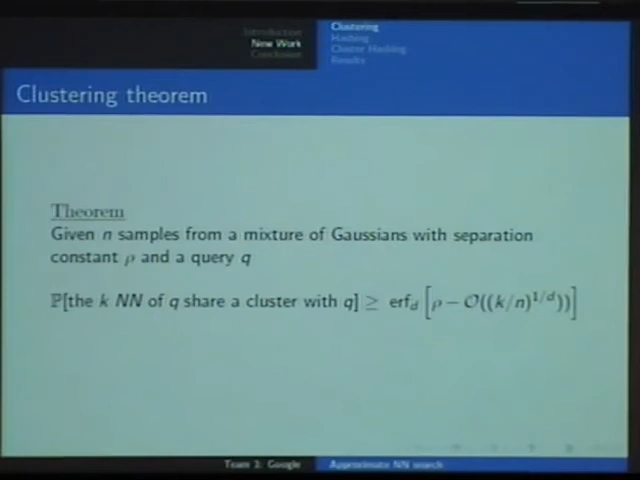 Introduction
New Work
Conclusion
Clustering
Hashing
Cluster Hashing
Results
Clustering theorem
Theorem
Given n samples from a mixture of Gaussians with separation
constant ρ and a query q
ℙ[the k NN of q share a cluster with q] ≥ erf_d [ρ − 𝒪((k/n)^{1/d}))]
Team 3: Google
Approximate NN search